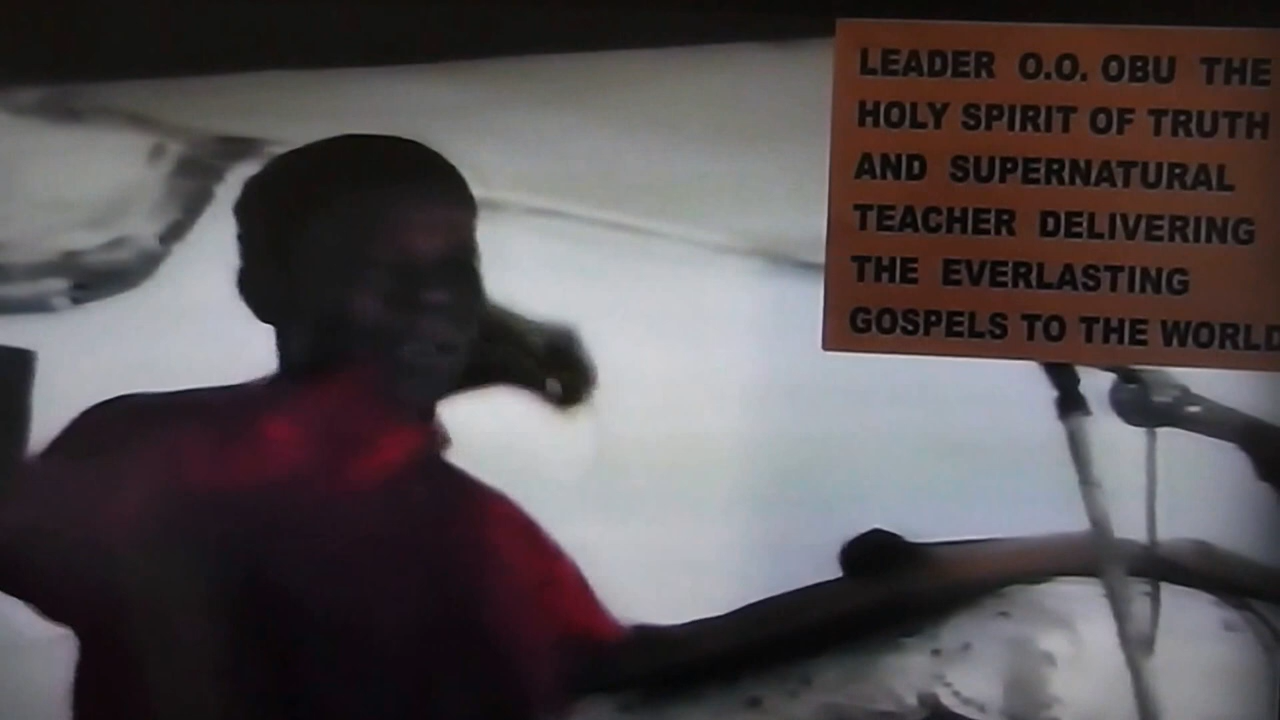 LEADER O.O. OBU THE
HOLY SPIRIT OF TRUTH
AND SUPERNATURAL
TEACHER DELIVERING
THE EVERLASTING
GOSPELS TO THE WORLD